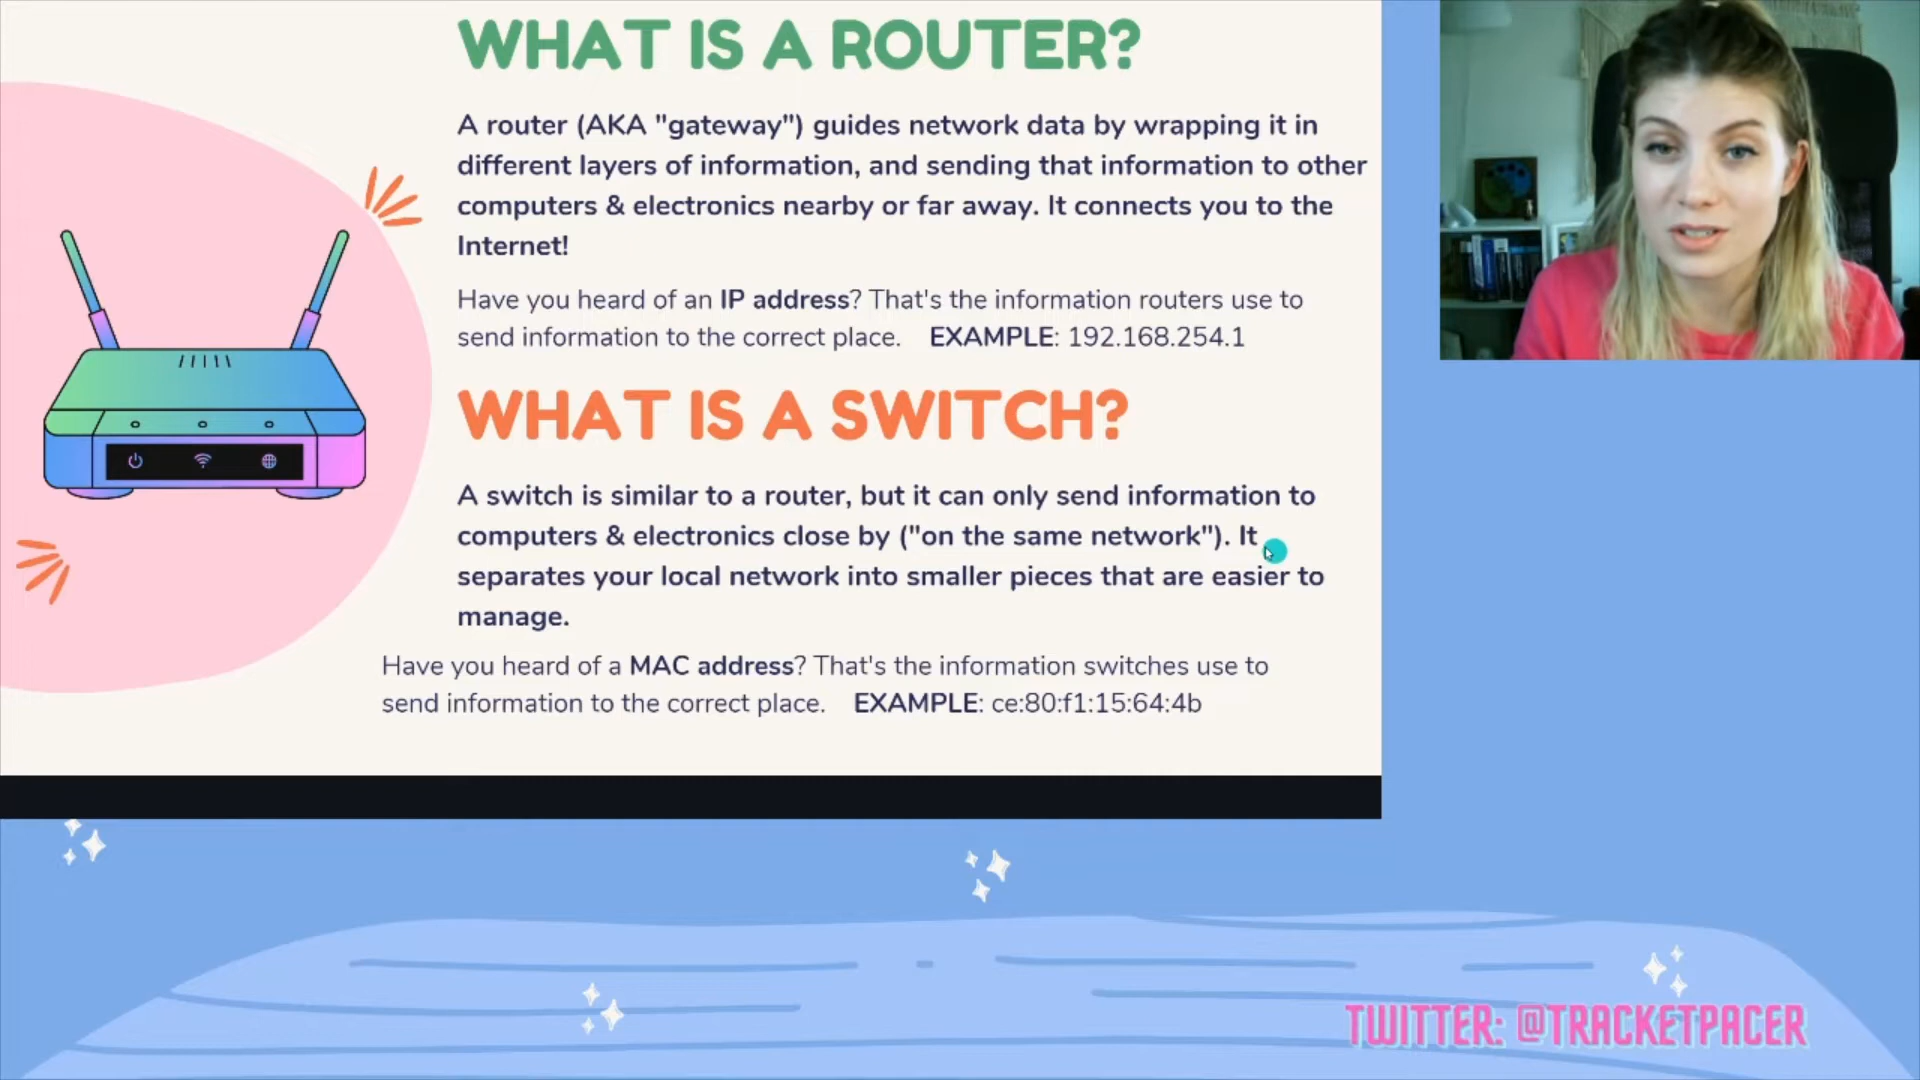 WHAT IS A ROUTER?
A router (AKA "gateway") guides network data by wrapping it in
different layers of information, and sending that information to other
computers & electronics nearby or far away. It connects you to the
Internet!
Have you heard of an IP address? That's the information routers use to
send information to the correct place. EXAMPLE: 192.168.254.1
WHAT IS A SWITCH?
A switch is similar to a router, but it can only send information to
computers & electronics close by ("on the same network"). It
separates your local network into smaller pieces that are easier to
manage.
Have you heard of a MAC address? That's the information switches use to
send information to the correct place. EXAMPLE: ce:80:f1:15:64:4b
TWITTER: @TRACKETPACER